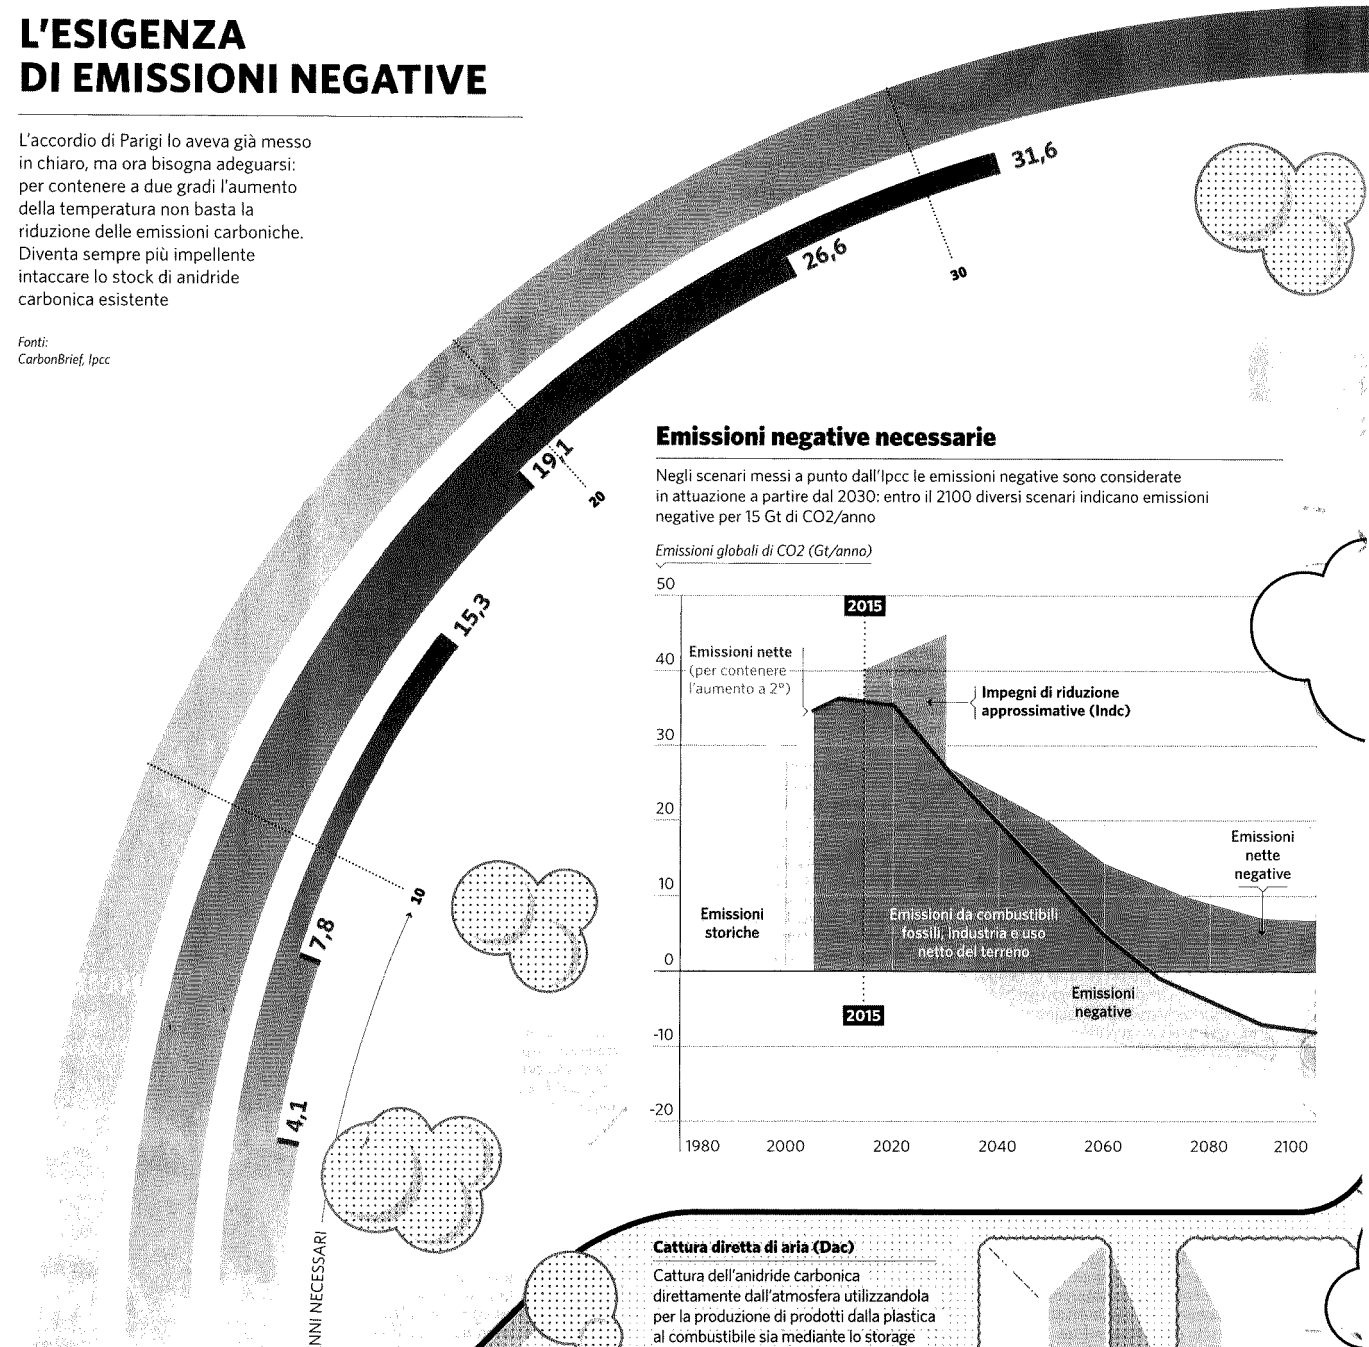 L'ESIGENZA
DI EMISSIONI NEGATIVE
L'accordo di Parigi lo aveva già messo
in chiaro, ma ora bisogna adeguarsi:
per contenere a due gradi l'aumento
della temperatura non basta la
riduzione delle emissioni carboniche.
Diventa sempre più impellente
intaccare lo stock di anidride
carbonica esistente
Fonti:
CarbonBrief, Ipcc
31,6
30
26,6
19,1
20
15,3
10
7,8
4,1
NNI NECESSARI
Emissioni negative necessarie
Negli scenari messi a punto dall'Ipcc le emissioni negative sono considerate
in attuazione a partire dal 2030: entro il 2100 diversi scenari indicano emissioni
negative per 15 Gt di CO2/anno
Emissioni globali di CO2 (Gt/anno)
50
40
30
20
10
0
-10
-20
2015
Emissioni nette
(per contenere
l'aumento a 2°)
Impegni di riduzione
approssimative (Indc)
Emissioni
nette
negative
Emissioni
storiche
Emissioni da combustibili
fossili, Industria e uso
netto del terreno
Emissioni
negative
2015
1980 2000 2020 2040 2060 2080 2100
Cattura diretta di aria (Dac)
Cattura dell'anidride carbonica
direttamente dall'atmosfera utilizzandola
per la produzione di prodotti dalla plastica
al combustibile sia mediante lo storage